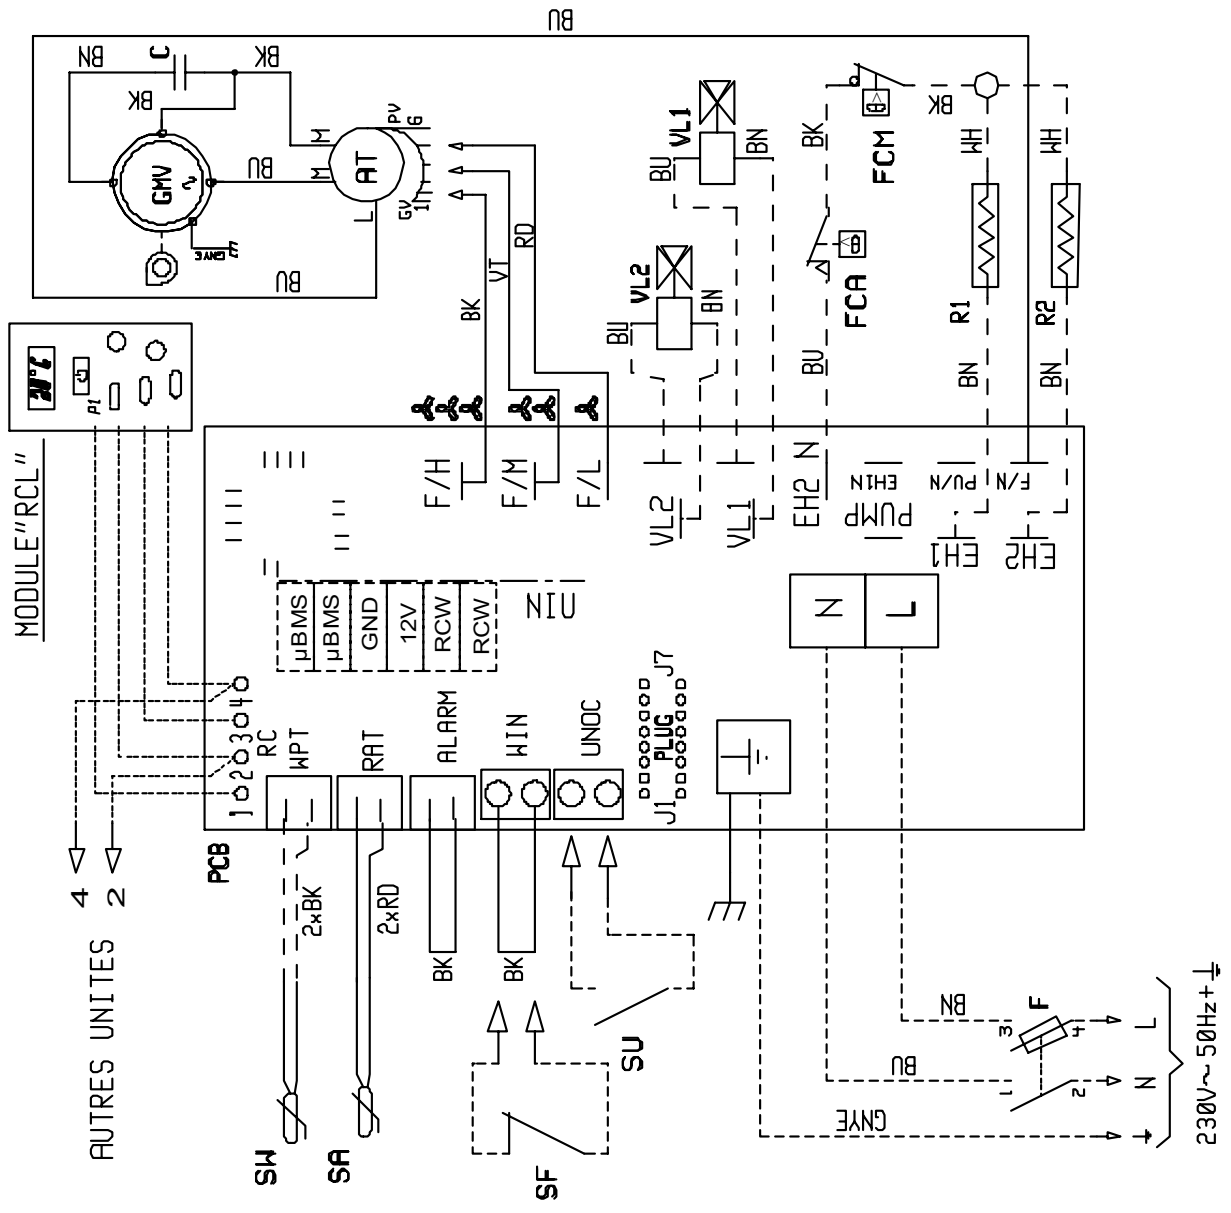 BU
BN
C
BK
BK
GMV
~
BU
GNYE
BU
M
M
AT
L
PV
G
GV
1
BK
VT
RD
VL1
BU
BN
VL2
BU
BN
BK
FCM
BK
FCA
BU
WH
WH
R1
R2
BN
BN
P1
MODULE"RCL"
F/H
F/M
F/L
VL2
VL1
EH2 N
EH1N
PUMP
PU/N
F/N
EH1
EH2
µBMS
µBMS
GND
12V
RCW
RCW
NIN
N
L
1
2
3
4
RC
WPT
RAT
ALARM
WIN
UNOC
J1
PLUG
J7
PCB
4
2
AUTRES UNITES
2xBK
2xRD
BK
BK
SW
SA
SF
SU
BN
BU
GNYE
F
3
4
1
2
L
N
230V~ 50Hz+